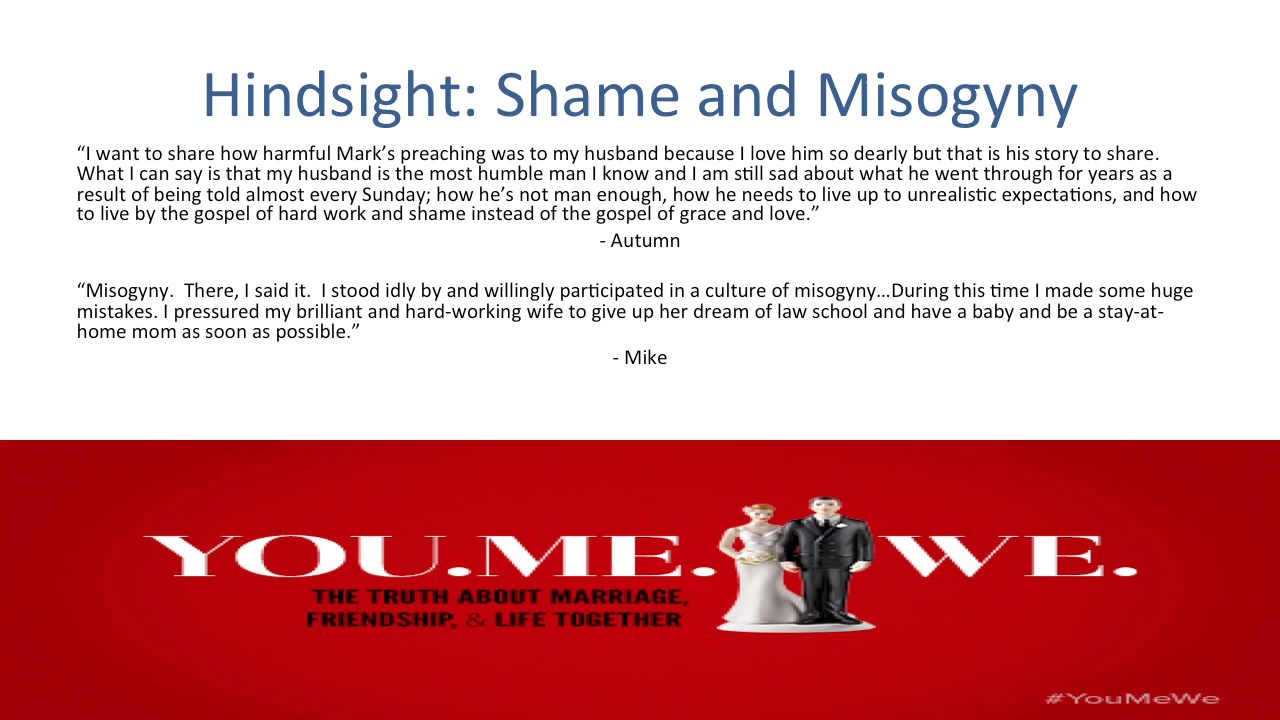 Hindsight: Shame and Misogyny
“I want to share how harmful Mark’s preaching was to my husband because I love him so dearly but that is his story to share.
What I can say is that my husband is the most humble man I know and I am still sad about what he went through for years as a
result of being told almost every Sunday; how he’s not man enough, how he needs to live up to unrealistic expectations, and how
to live by the gospel of hard work and shame instead of the gospel of grace and love.”
- Autumn
“Misogyny.  There, I said it.  I stood idly by and willingly participated in a culture of misogyny…During this time I made some huge
mistakes. I pressured my brilliant and hard-working wife to give up her dream of law school and have a baby and be a stay-at-
home mom as soon as possible.”
- Mike
YOU.ME. WE.
THE TRUTH ABOUT MARRIAGE,
FRIENDSHIP, & LIFE TOGETHER
#YouMeWe